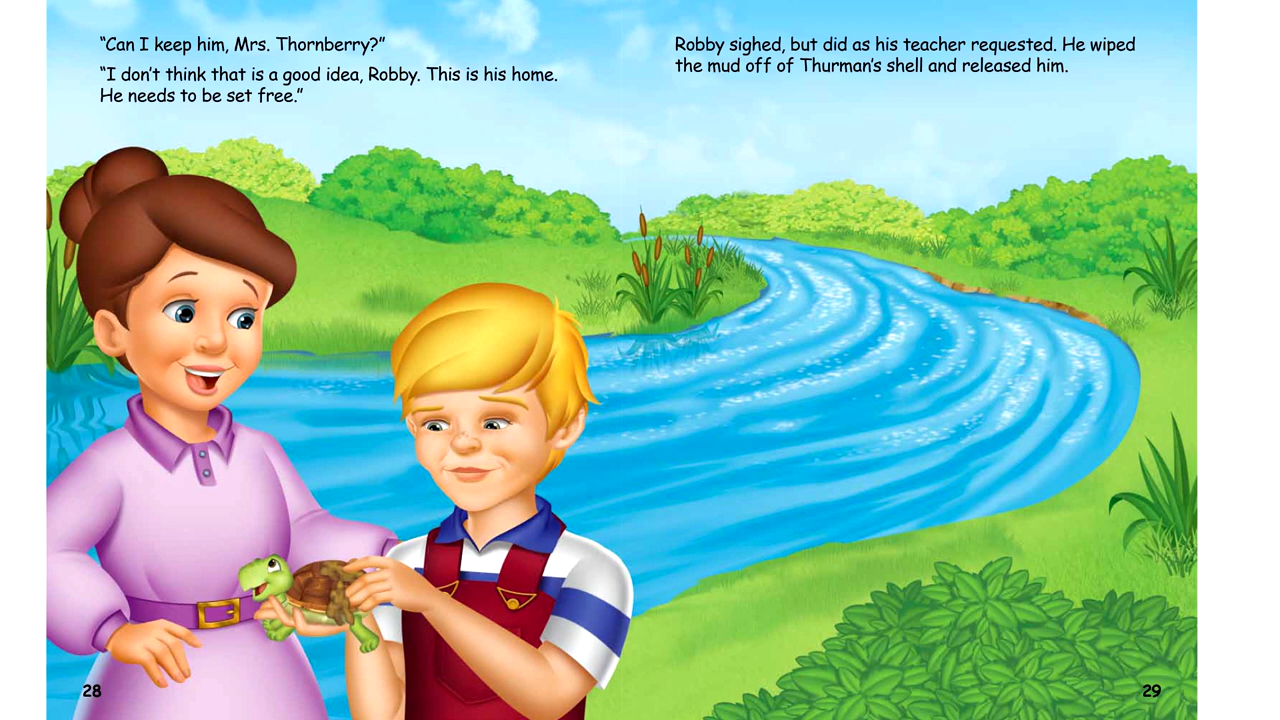 “Can I keep him, Mrs. Thornberry?”
“I don’t think that is a good idea, Robby. This is his home.
He needs to be set free.”
Robby sighed, but did as his teacher requested. He wiped
the mud off of Thurman’s shell and released him.
28
29